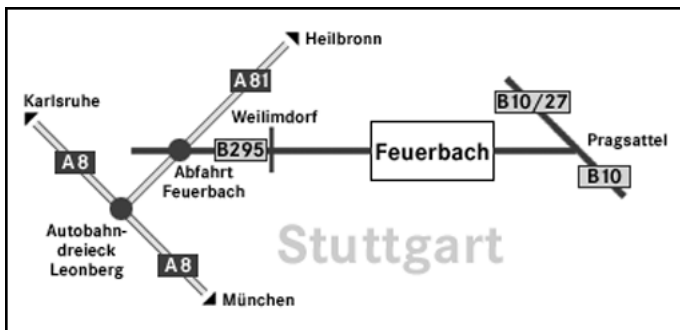 Heilbronn
A81
Karlsruhe
B10/27
Weilimdorf
Pragsattel
B295
Feuerbach
A8
Abfahrt
Feuerbach
B10
Autobahn-
dreieck
Leonberg
Stuttgart
A8
München